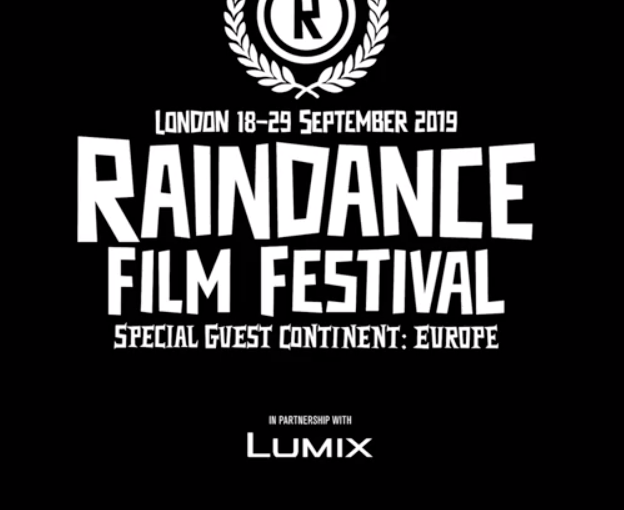 R
LONDON 18-29 SEPTEMBER 2019
RAINDANCE
FILM FESTIVAL
SPECIAL GUEST CONTINENT: EUROPE
IN PARTNERSHIP WITH
LUMIX